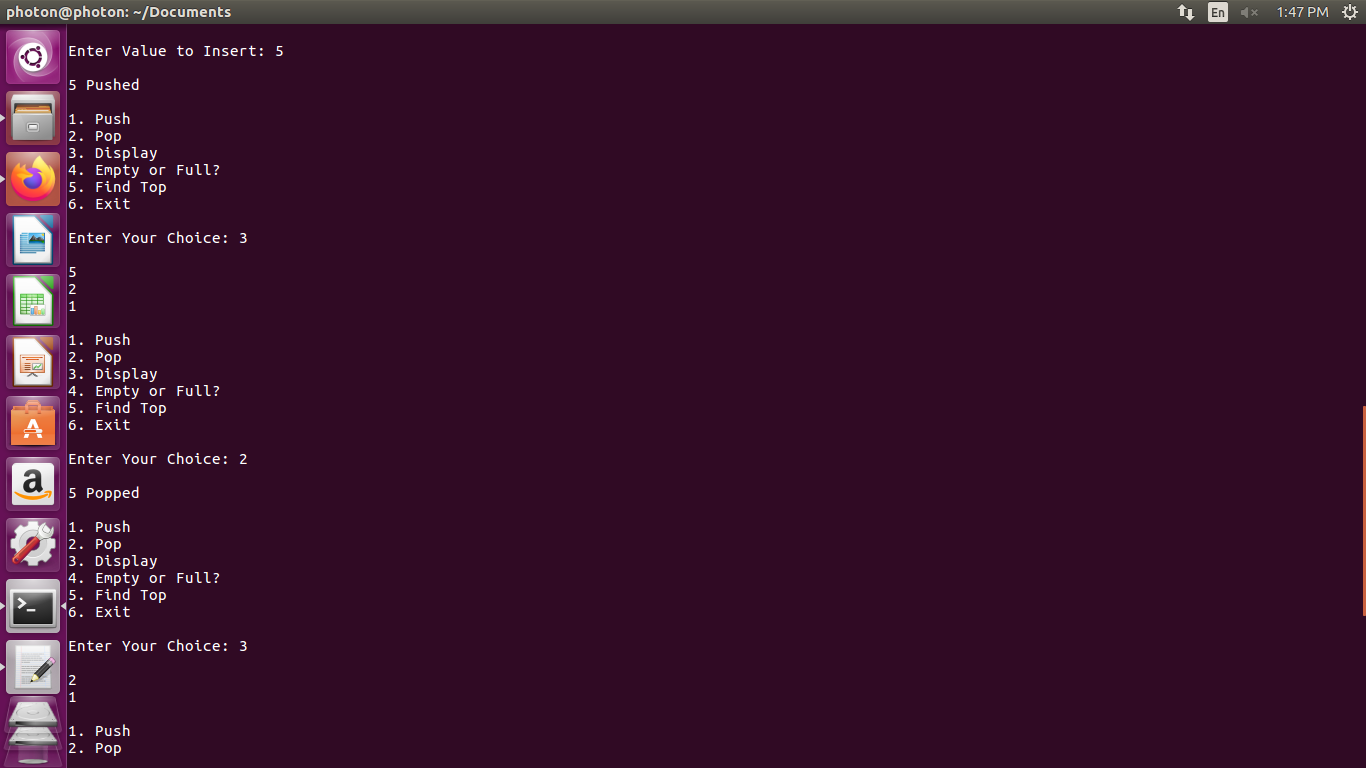 photon@photon: ~/Documents
En
1:47 PM
Enter Value to Insert: 5
5 Pushed
1. Push
2. Pop
3. Display
4. Empty or Full?
5. Find Top
6. Exit
Enter Your Choice: 3
5
2
1
1. Push
2. Pop
3. Display
4. Empty or Full?
5. Find Top
6. Exit
Enter Your Choice: 2
5 Popped
1. Push
2. Pop
3. Display
4. Empty or Full?
5. Find Top
6. Exit
Enter Your Choice: 3
2
1
1. Push
2. Pop